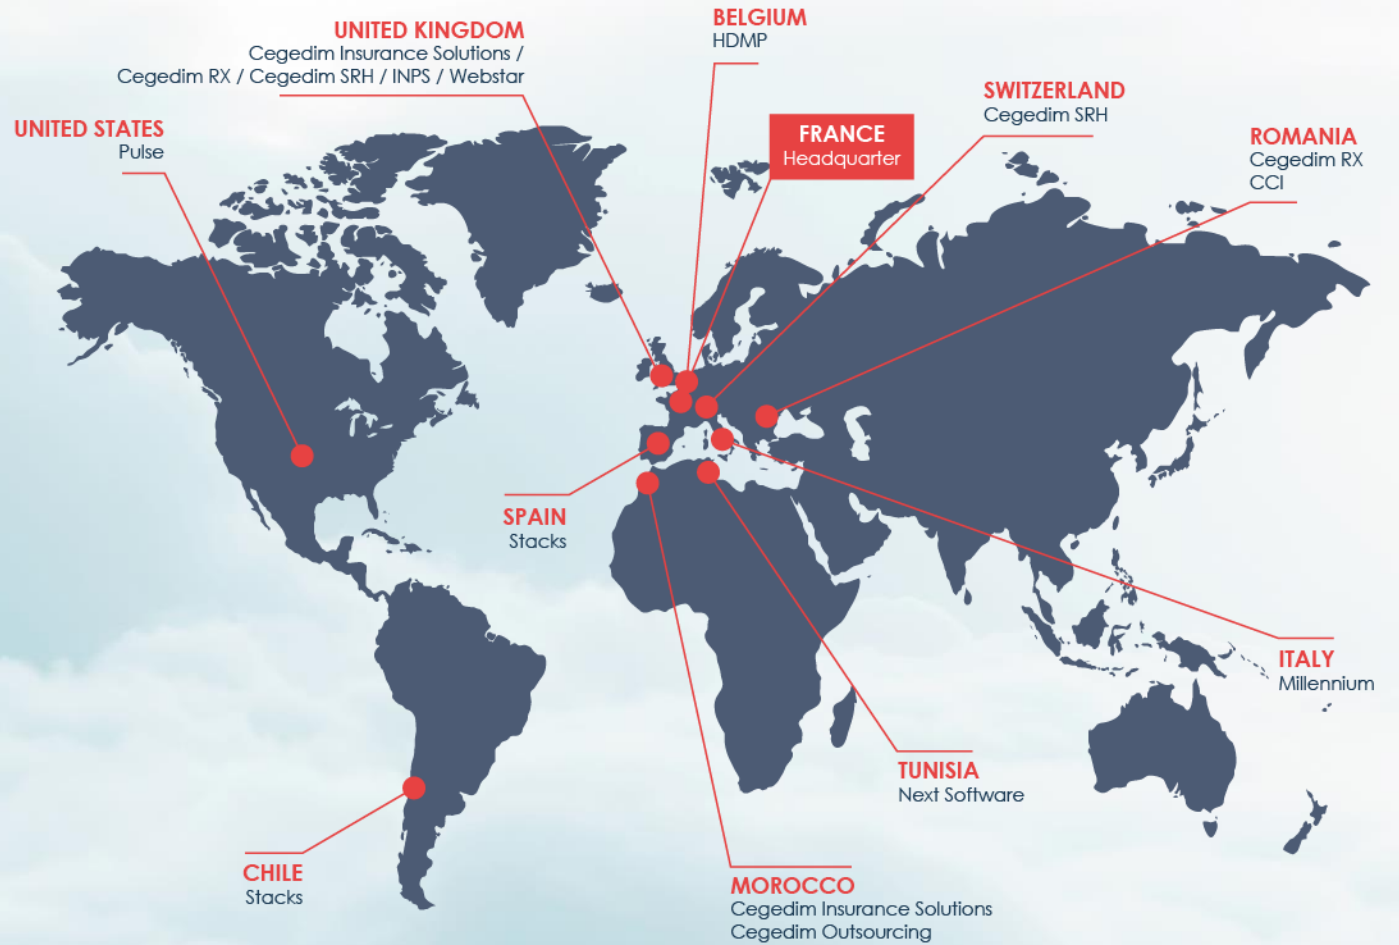 BELGIUM
HDMP
UNITED KINGDOM
Cegedim Insurance Solutions /
Cegedim RX / Cegedim SRH / INPS / Webstar
SWITZERLAND
Cegedim SRH
UNITED STATES
Pulse
FRANCE
Headquarter
ROMANIA
Cegedim RX
CCI
SPAIN
Stacks
ITALY
Millennium
TUNISIA
Next Software
CHILE
Stacks
MOROCCO
Cegedim Insurance Solutions
Cegedim Outsourcing